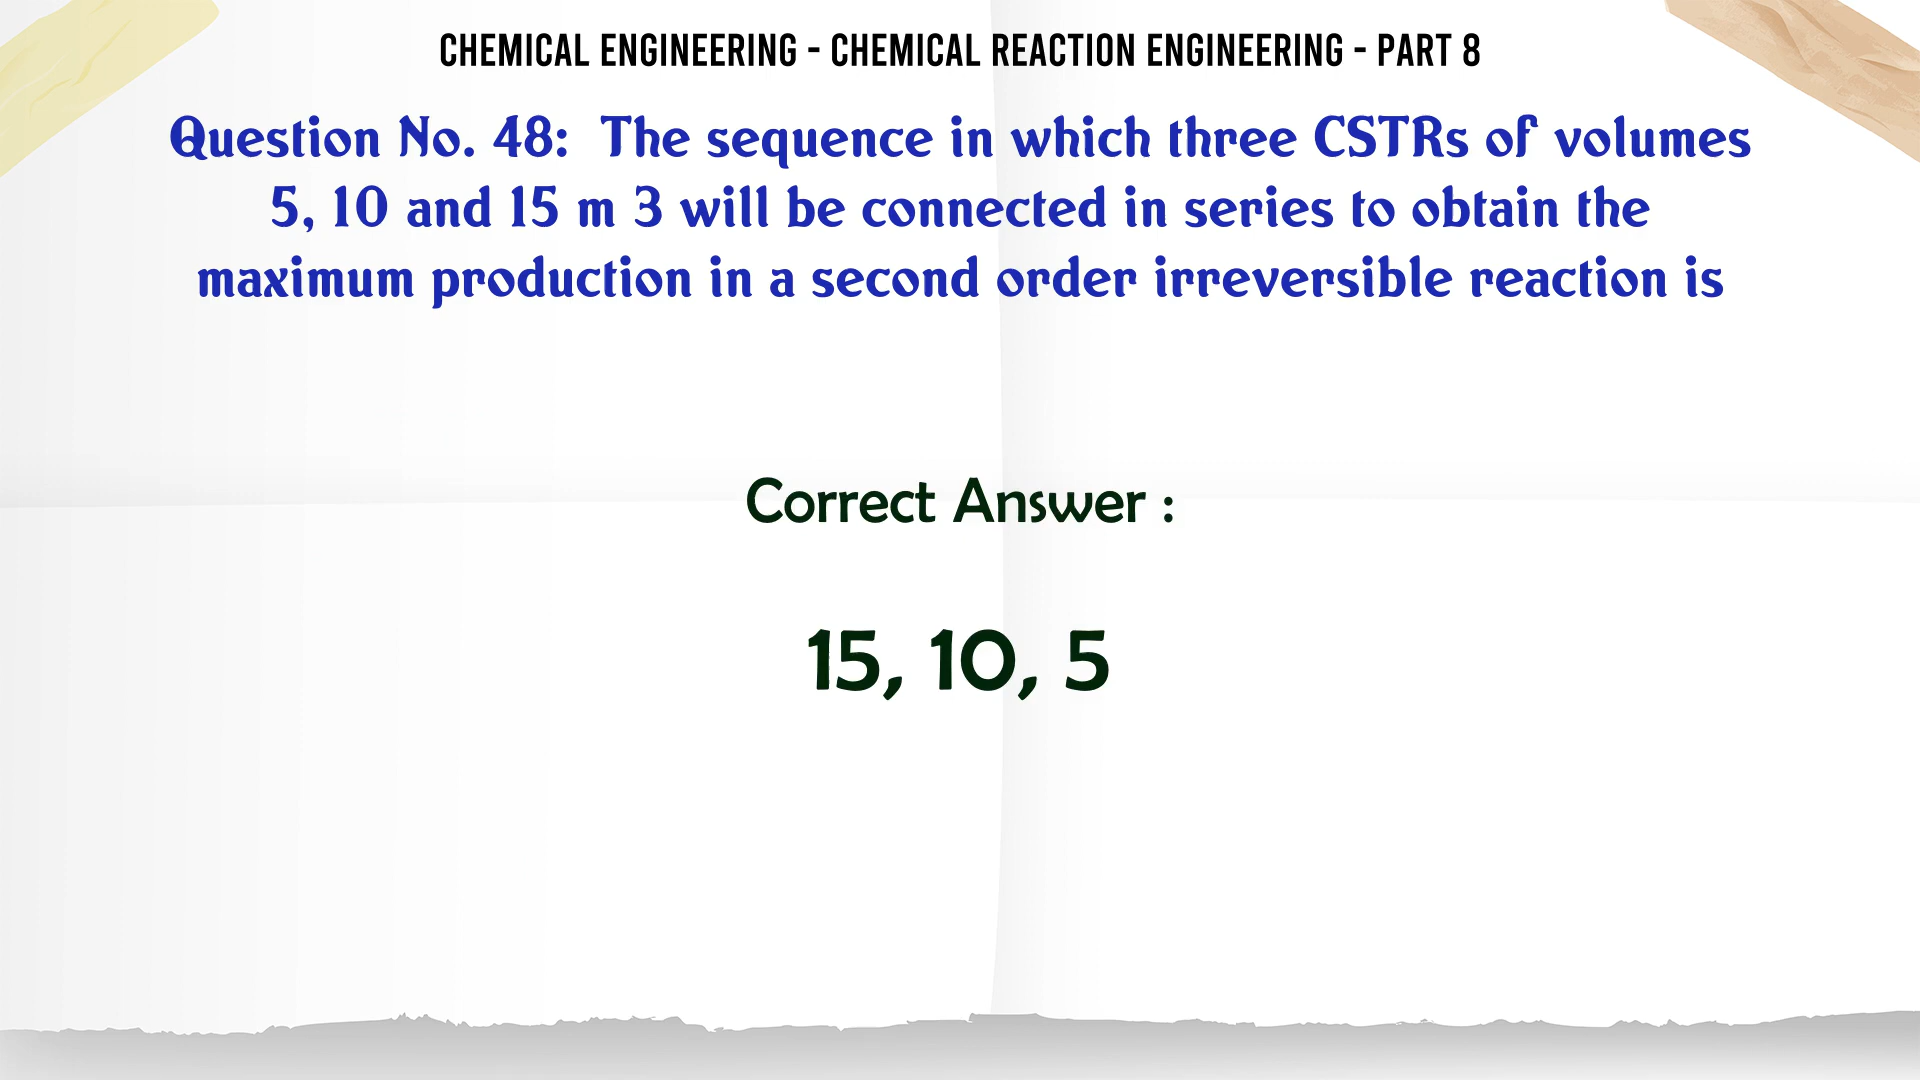 CHEMICAL ENGINEERING - CHEMICAL REACTION ENGINEERING - PART 8
Question No. 48: The sequence in which three CSTRs of volumes
5, 10 and 15 m 3 will be connected in series to obtain the
maximum production in a second order irreversible reaction is
Correct Answer :
15, 10, 5